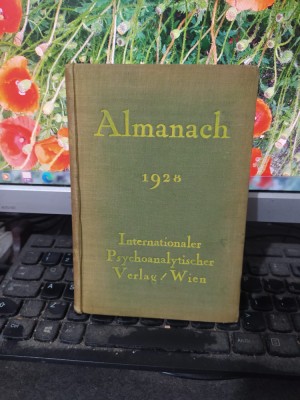 Almanach
1928
Internationaler
Psychoanalytischer
Verlag / Wien